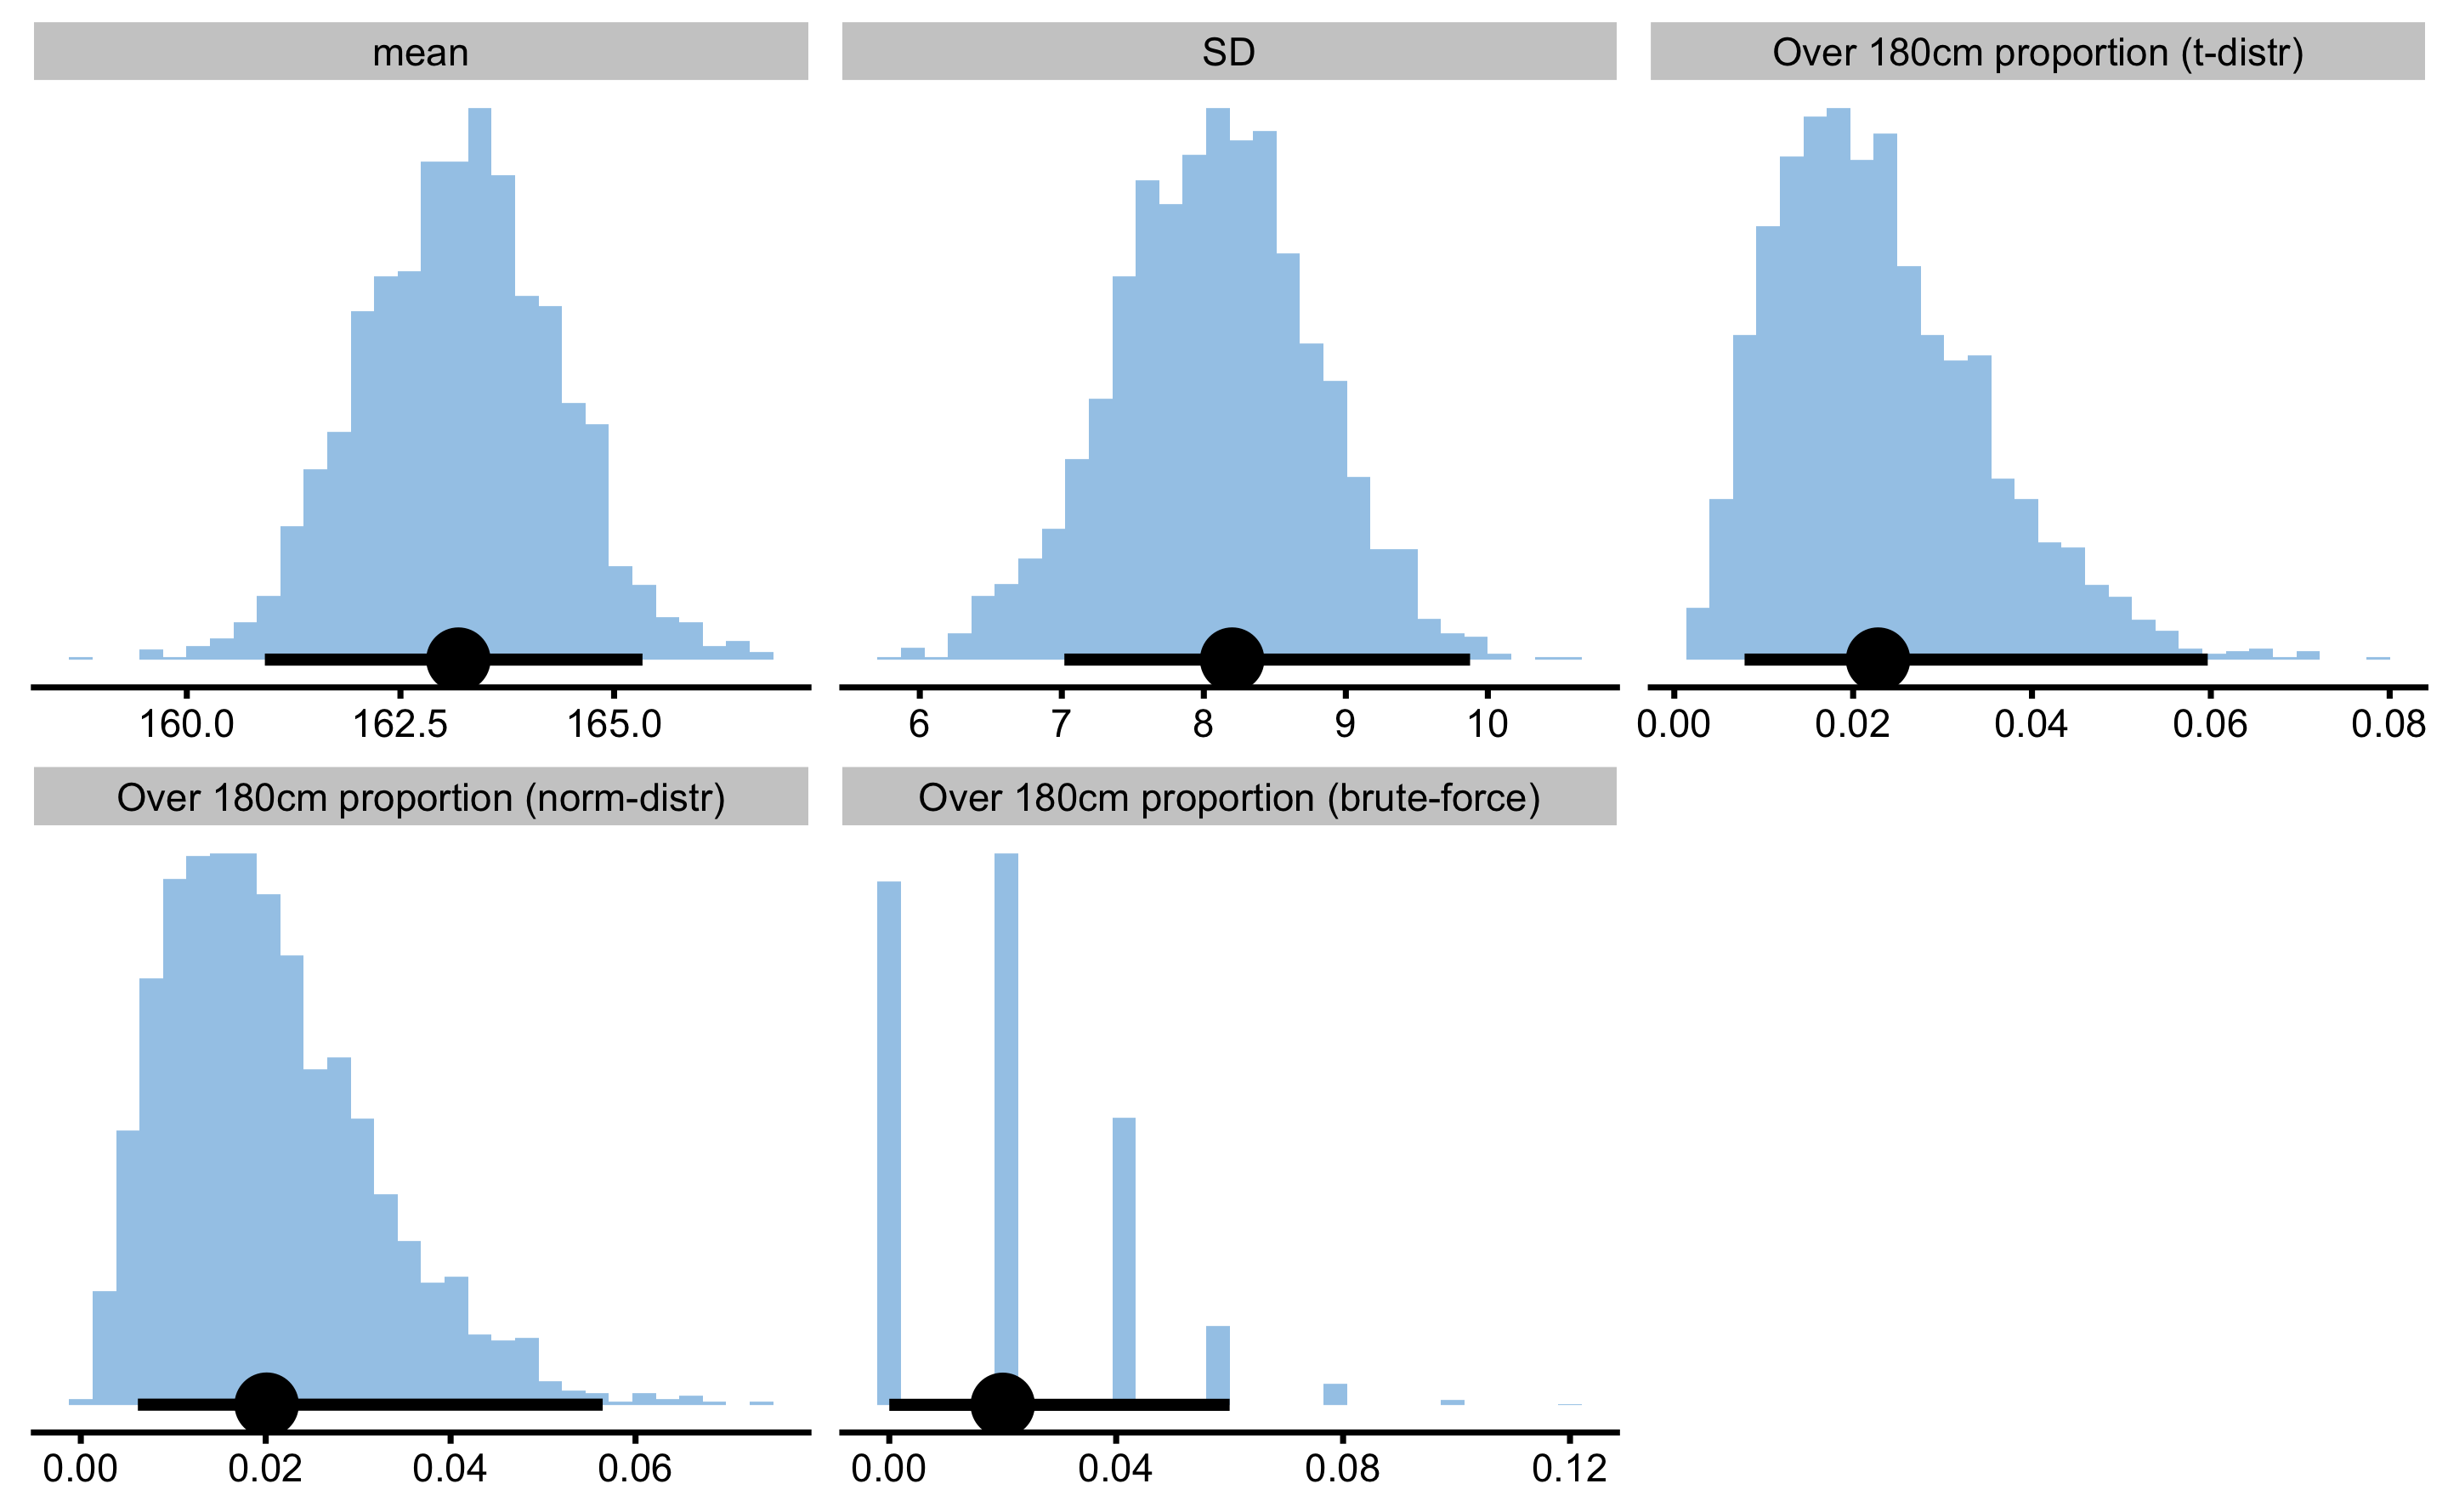 mean
SD
Over 180cm proportion (t-distr)
160.0 162.5 165.0
6 7 8 9 10
0.00 0.02 0.04 0.06 0.08
Over 180cm proportion (norm-distr)
Over 180cm proportion (brute-force)
0.00 0.02 0.04 0.06
0.00 0.04 0.08 0.12